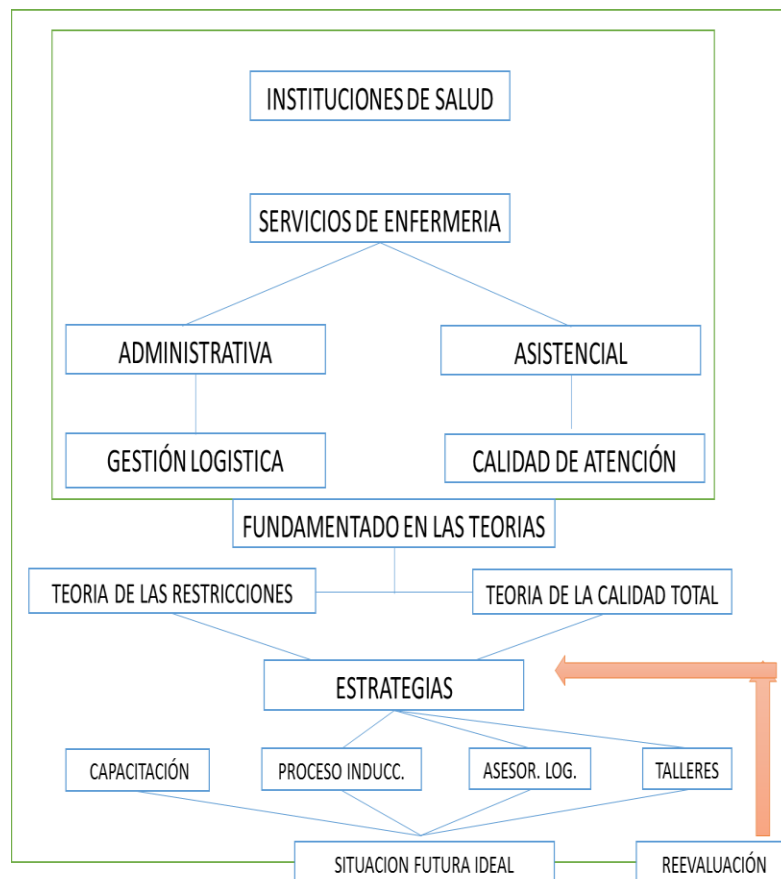 INSTITUCIONES DE SALUD
SERVICIOS DE ENFERMERIA
ADMINISTRATIVA
ASISTENCIAL
GESTIÓN LOGISTICA
CALIDAD DE ATENCIÓN
FUNDAMENTADO EN LAS TEORIAS
TEORIA DE LAS RESTRICCIONES
TEORIA DE LA CALIDAD TOTAL
ESTRATEGIAS
CAPACITACIÓN
PROCESO INDUCC.
ASESOR. LOG.
TALLERES
SITUACION FUTURA IDEAL
REEVALUACIÓN